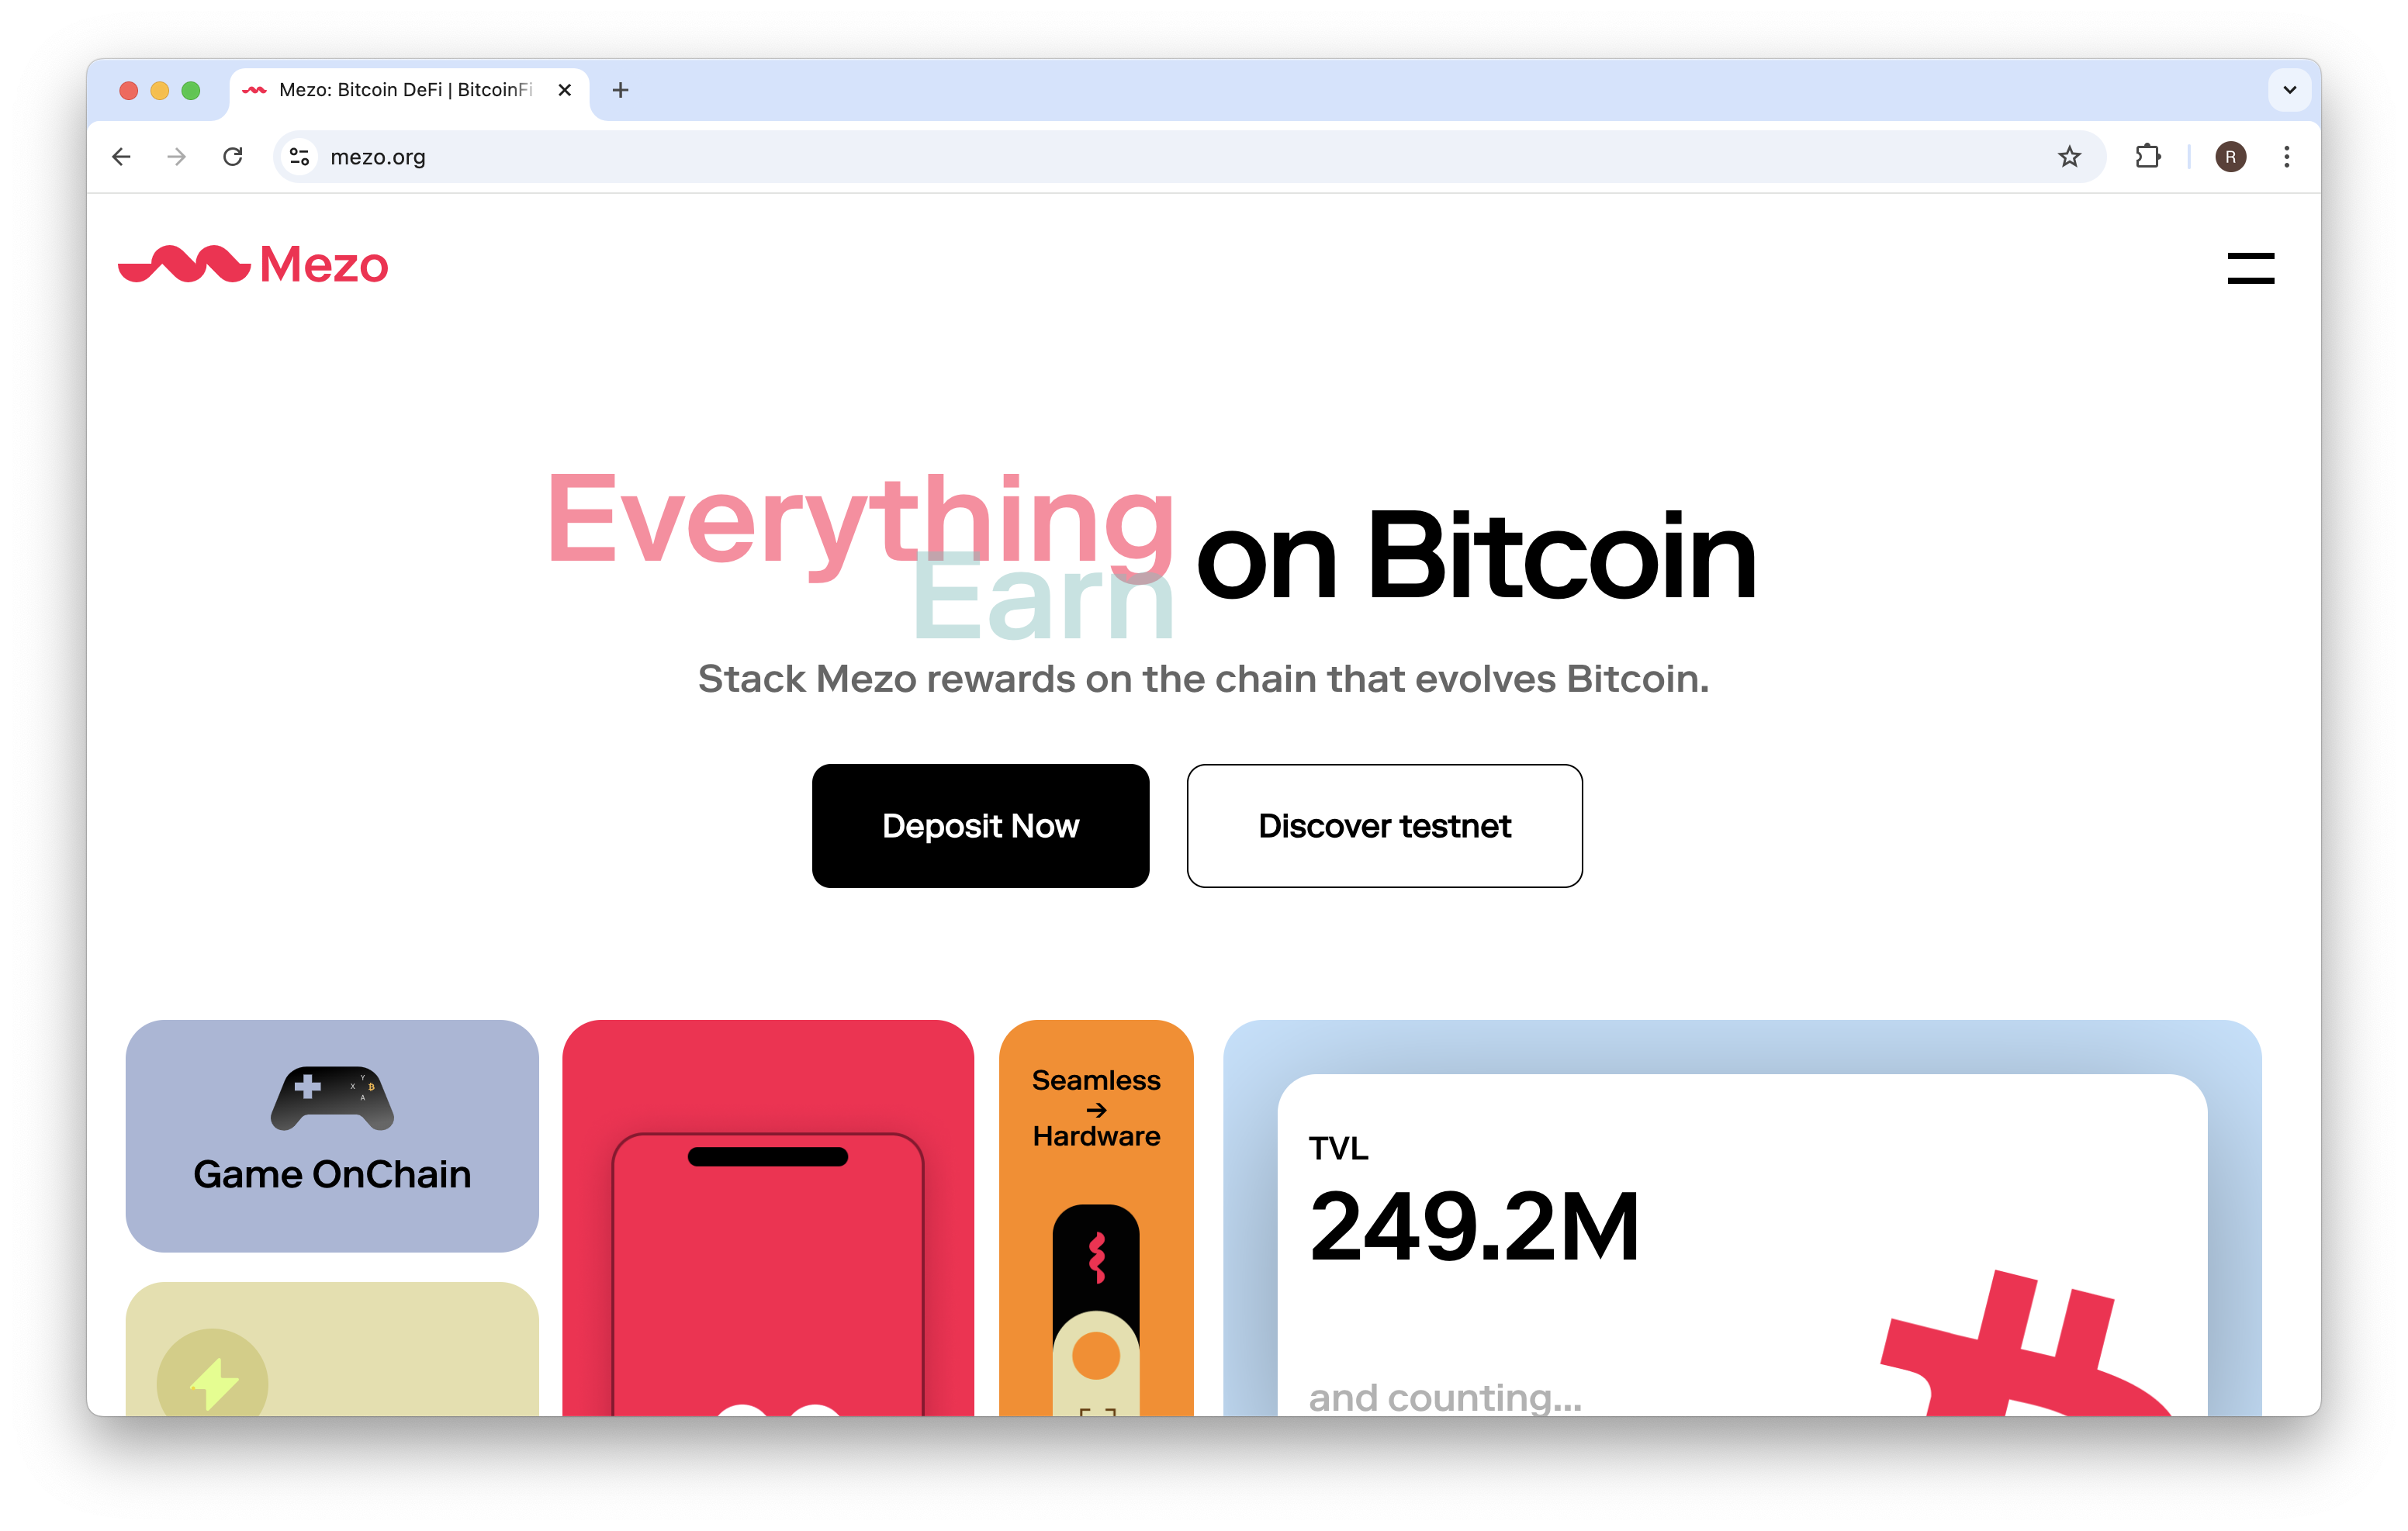 Mezo: Bitcoin DeFi | BitcoinFi
mezo.org
R
Mezo
Everything
Earn
on Bitcoin
Stack Mezo rewards on the chain that evolves Bitcoin.
Deposit Now
Discover testnet
Y
X
A
Game OnChain
Seamless
→
Hardware
TVL
249.2M
and counting...